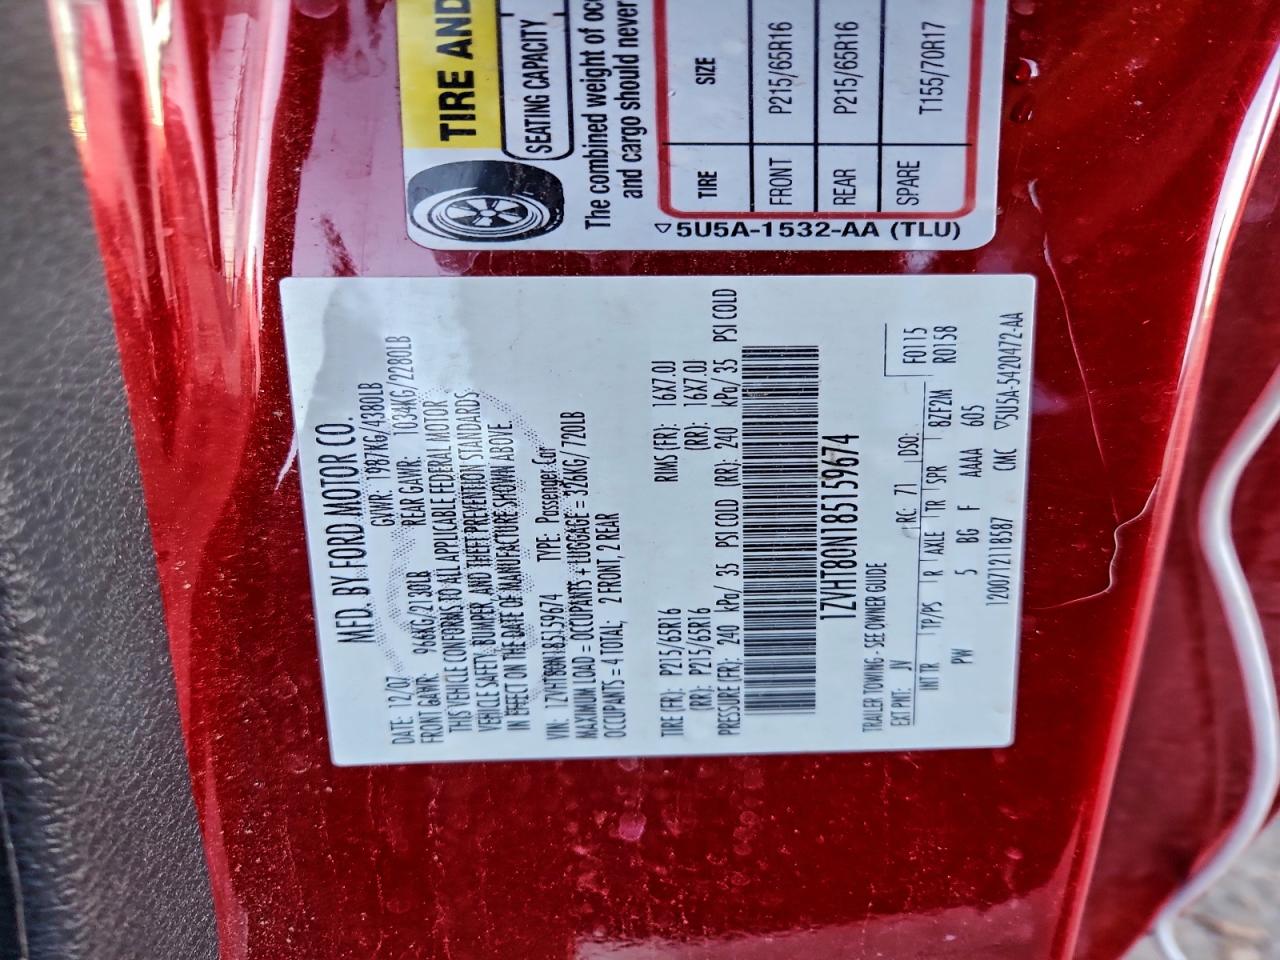 MFD. BY FORD MOTOR CO.
DATE: 12/07 GVWR: 1987KG/4380LB
FRONT GAWR: 966KG/2130LB REAR GAWR: 1034KG/2280LB
THIS VEHICLE CONFORMS TO ALL APPLICABLE FEDERAL MOTOR
VEHICLE SAFETY, BUMPER, AND THEFT PREVENTION STANDARDS
IN EFFECT ON THE DATE OF MANUFACTURE SHOWN ABOVE
VIN: 1ZVHT80N185159674 TYPE: Passenger Car
MAXIMUM LOAD = OCCUPANTS + LUGGAGE = 326KG/720LB
OCCUPANTS = 4 TOTAL; 2 FRONT, 2 REAR
TIRE (FR): P215/65R16 RIMS (FR): 16X7.0J
(RR): P215/65R16 (RR): 16X7.0J
PRESSURE (FR): 240 kPa/ 35 PSI COLD (RR): 240 kPa/ 35 PSI COLD
1ZVHT80N185159674
TRAILER TOWING - SEE OWNER GUIDE
EXT PNT: JV RC: 71 DSO: F0115
INT TR TP/PS R AXLE TR SPR BZF2M R0158
PW 5 BG F AAAA 605
12007121118587 CMC ▽5U5A-5420472-AA
TIRE AND
SEATING CAPACITY
The combined weight of occ
and cargo should never
TIRE SIZE
FRONT P215/65R16
REAR P215/65R16
SPARE T155/70R17
▽5U5A-1532-AA (TLU)